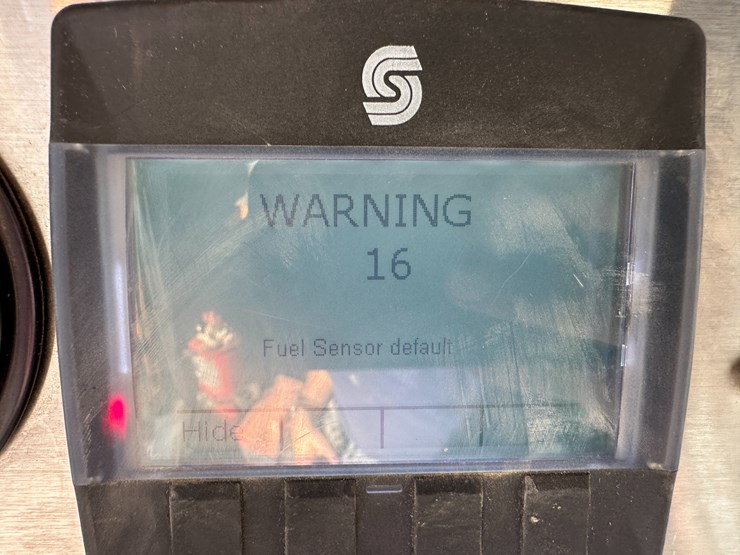 WARNING
16
Fuel Sensor default
Hide